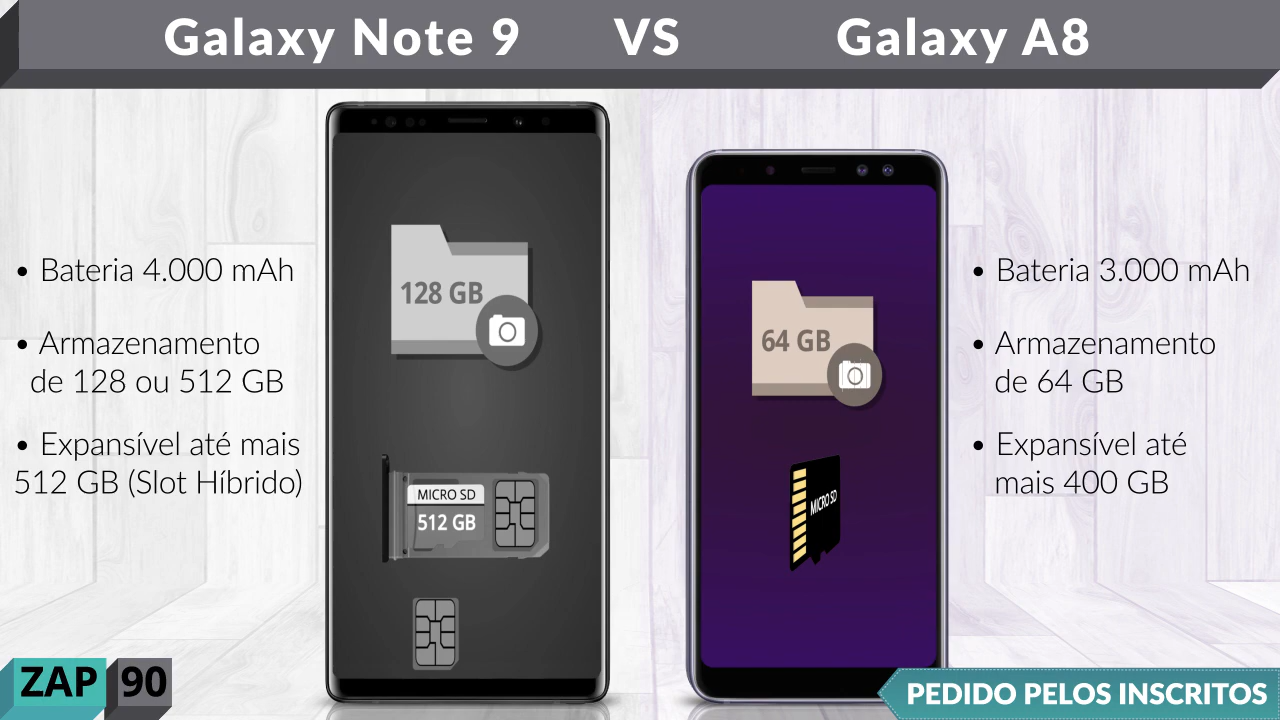 Galaxy Note 9 VS Galaxy A8
• Bateria 4.000 mAh
• Armazenamento
de 128 ou 512 GB
• Expansível até mais
512 GB (Slot Híbrido)
128 GB
MICRO SD
512 GB
64 GB
MICRO SD
• Bateria 3.000 mAh
• Armazenamento
de 64 GB
• Expansível até
mais 400 GB
ZAP 90
PEDIDO PELOS INSCRITOS